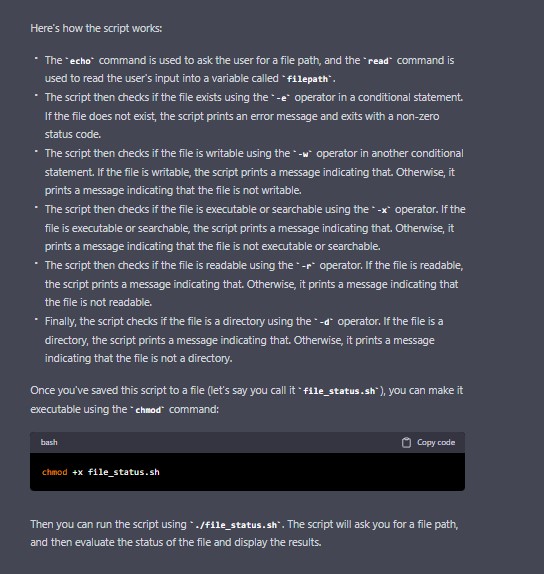 Here's how the script works:
• The `echo` command is used to ask the user for a file path, and the `read` command is
used to read the user's input into a variable called `filepath`.
• The script then checks if the file exists using the `-e` operator in a conditional statement.
If the file does not exist, the script prints an error message and exits with a non-zero
status code.
• The script then checks if the file is writable using the `-w` operator in another conditional
statement. If the file is writable, the script prints a message indicating that. Otherwise, it
prints a message indicating that the file is not writable.
• The script then checks if the file is executable or searchable using the `-x` operator. If the
file is executable or searchable, the script prints a message indicating that. Otherwise, it
prints a message indicating that the file is not executable or searchable.
• The script then checks if the file is readable using the `-r` operator. If the file is readable,
the script prints a message indicating that. Otherwise, it prints a message indicating that
the file is not readable.
• Finally, the script checks if the file is a directory using the `-d` operator. If the file is a
directory, the script prints a message indicating that. Otherwise, it prints a message
indicating that the file is not a directory.
Once you've saved this script to a file (let's say you call it `file_status.sh`), you can make it
executable using the `chmod` command:
bash Copy code
chmod +x file_status.sh
Then you can run the script using `./file_status.sh`. The script will ask you for a file path,
and then evaluate the status of the file and display the results.